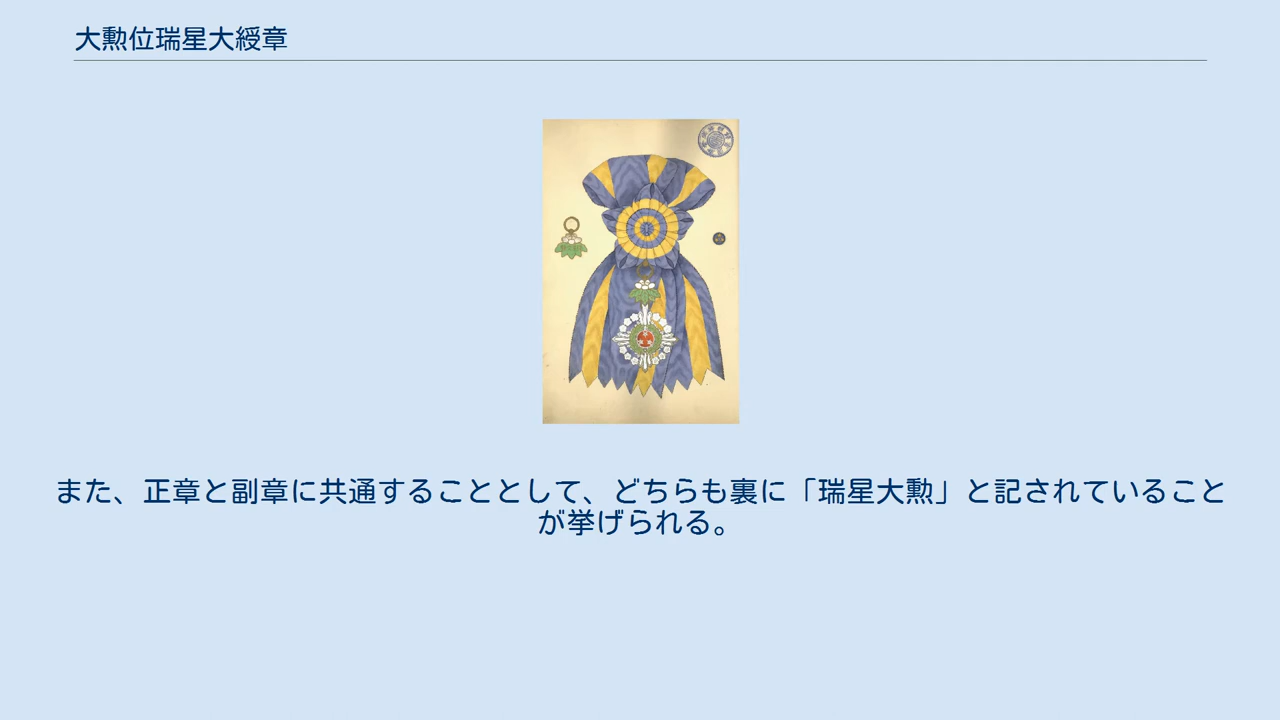 大勲位瑞星大綬章
また、正章と副章に共通することとして、どちらも裏に「瑞星大勲」と記されていること
が挙げられる。